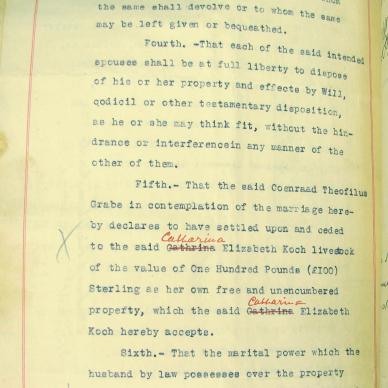 the same shall devolve or to whom the same
may be left given or bequeathed.
Fourth. -That each of the said intended
spouses shall be at full liberty to dispose
of his or her property and effects by Will,
qodicil or other testamentary disposition,
as he or she may think fit, without the hin-
drance or interferencein any manner of the
other of them.
Fifth.- That the said Coenraad Theofilus
Grabe in contemplation of the marriage here-
by declares to have settled upon and ceded
Catharina
to the said Cathrina Elizabeth Koch livestock
of the value of One Hundred Pounds (£100)
Sterling as her own free and unencumbered
Catharina
property, which the said Cathrina Elizabeth
Koch hereby accepts.
Sixth.- That the marital power which the
husband by law possesses over the property